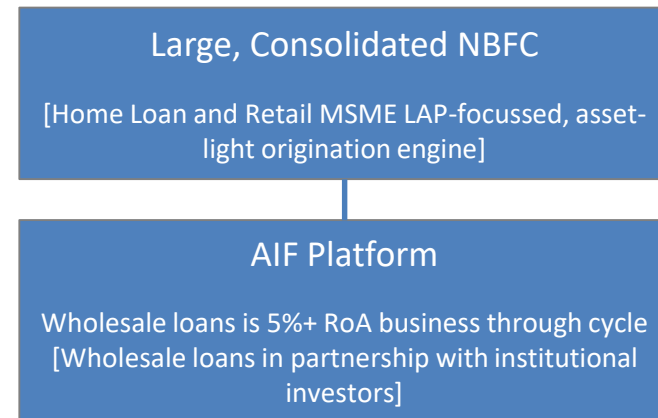 Large, Consolidated NBFC
[Home Loan and Retail MSME LAP-focussed, asset-
light origination engine]
AIF Platform
Wholesale loans is 5%+ RoA business through cycle
[Wholesale loans in partnership with institutional
investors]